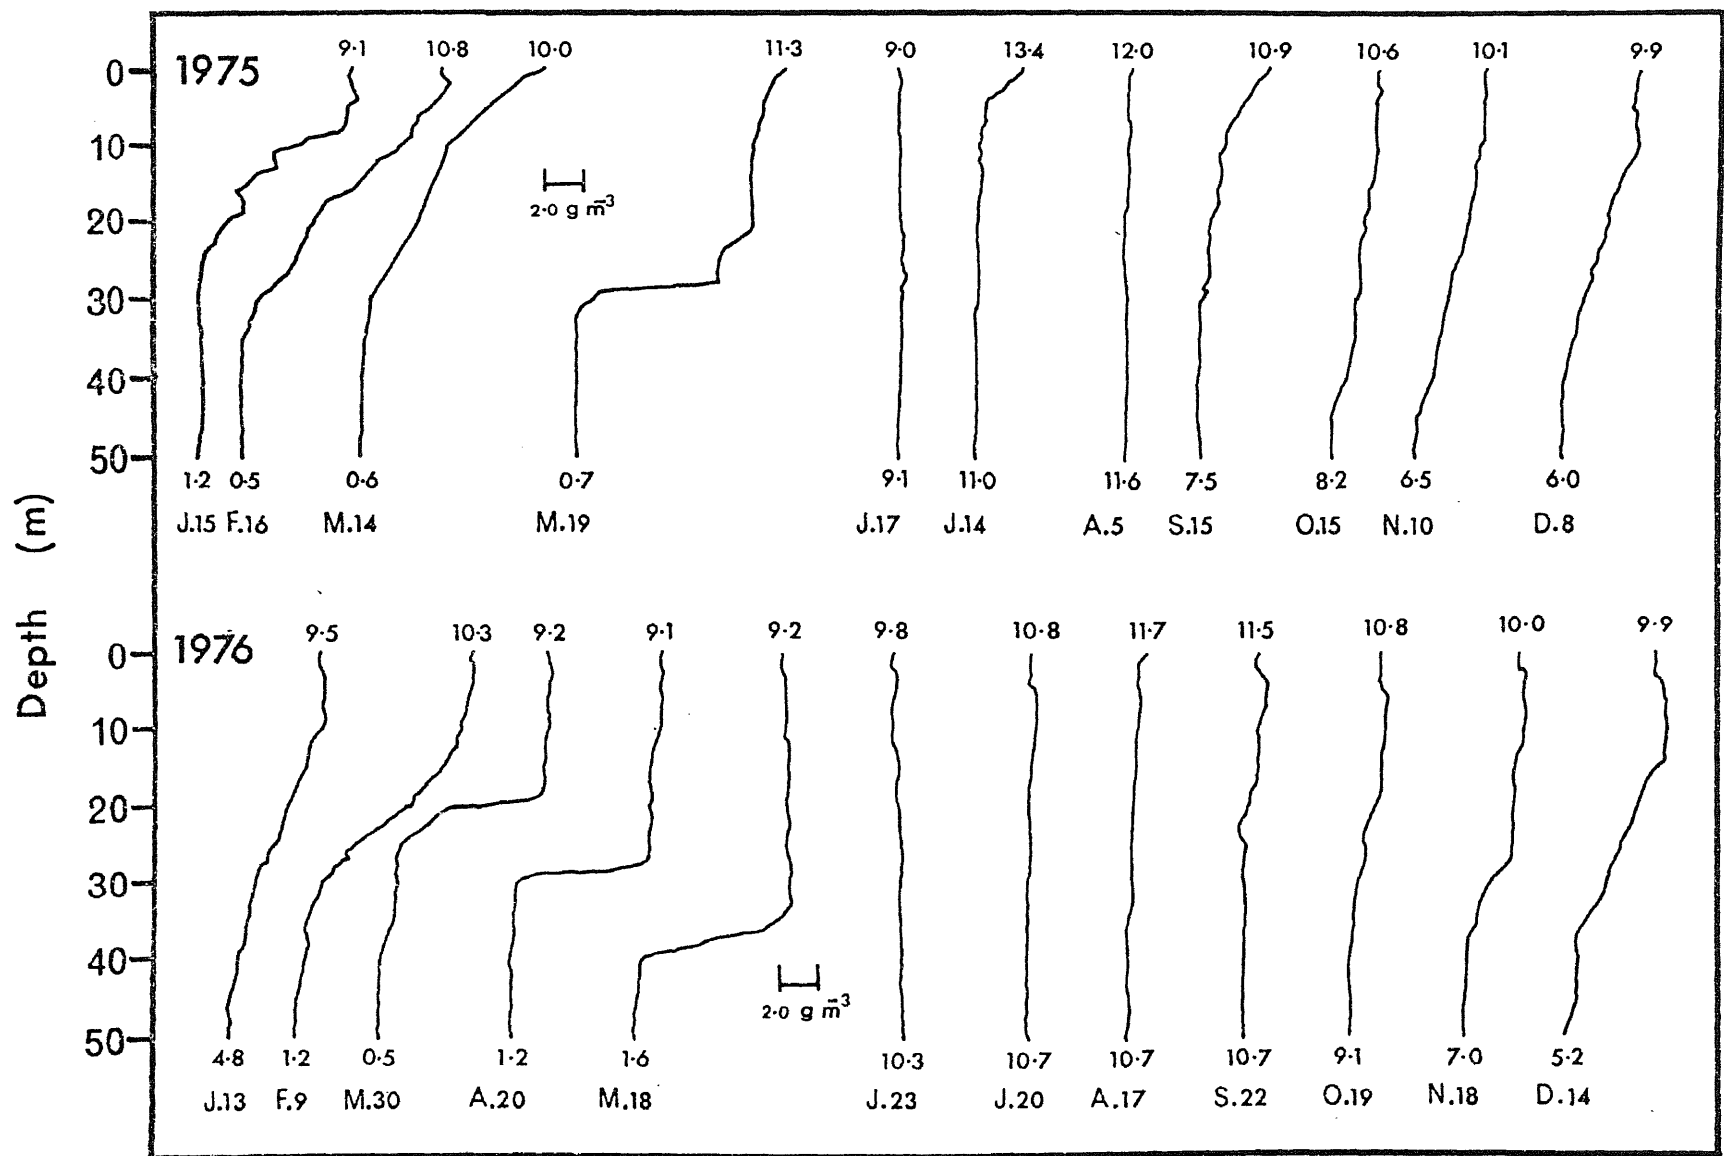 1975
9·1 10·8 10·0 11·3 9·0 13·4 12·0 10·9 10·6 10·1 9·9
0
10
20
30
40
50
2·0 g m̄³
1·2 0·5 0·6 0·7 9·1 11·0 11·6 7·5 8·2 6·5 6·0
J.15 F.16 M.14 M.19 J.17 J.14 A.5 S.15 O.15 N.10 D.8
Depth (m)
1976
9·5 10·3 9·2 9·1 9·2 9·8 10·8 11·7 11·5 10·8 10·0 9·9
0
10
20
30
40
50
2·0 g m̄³
4·8 1·2 0·5 1·2 1·6 10·3 10·7 10·7 10·7 9·1 7·0 5·2
J.13 F.9 M.30 A.20 M.18 J.23 J.20 A.17 S.22 O.19 N.18 D.14